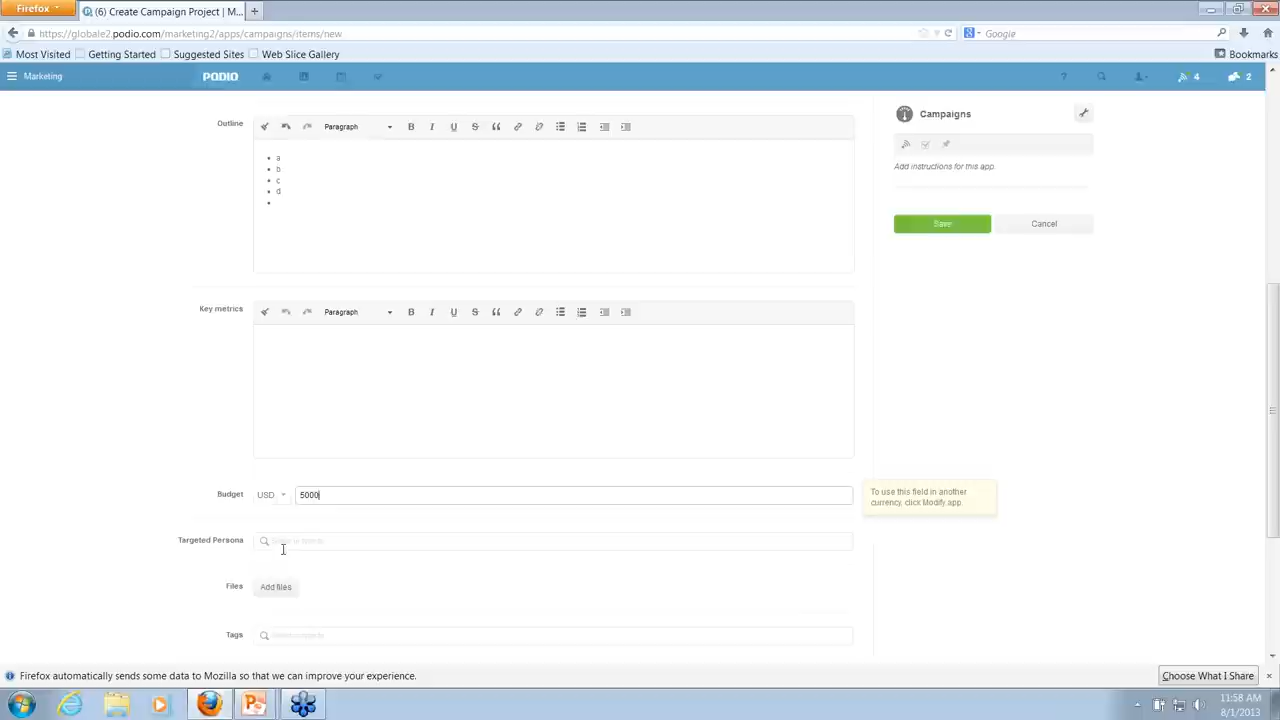 Firefox
(6) Create Campaign Project | M...
https://globale2.podio.com/marketing2/apps/campaigns/items/new
Google
Most Visited
Getting Started
Suggested Sites
Web Slice Gallery
Bookmarks
Marketing
PODIO
?
4
2
Outline
Paragraph
B I U S
• a
• b
• c
• d
•
Campaigns
Add instructions for this app.
Save
Cancel
Key metrics
Paragraph
B I U S
Budget
USD
5000
To use this field in another
currency, click Modify app.
Targeted Persona
Files
Add files
Tags
Firefox automatically sends some data to Mozilla so that we can improve your experience.
Choose What I Share
11:58 AM
8/1/2013